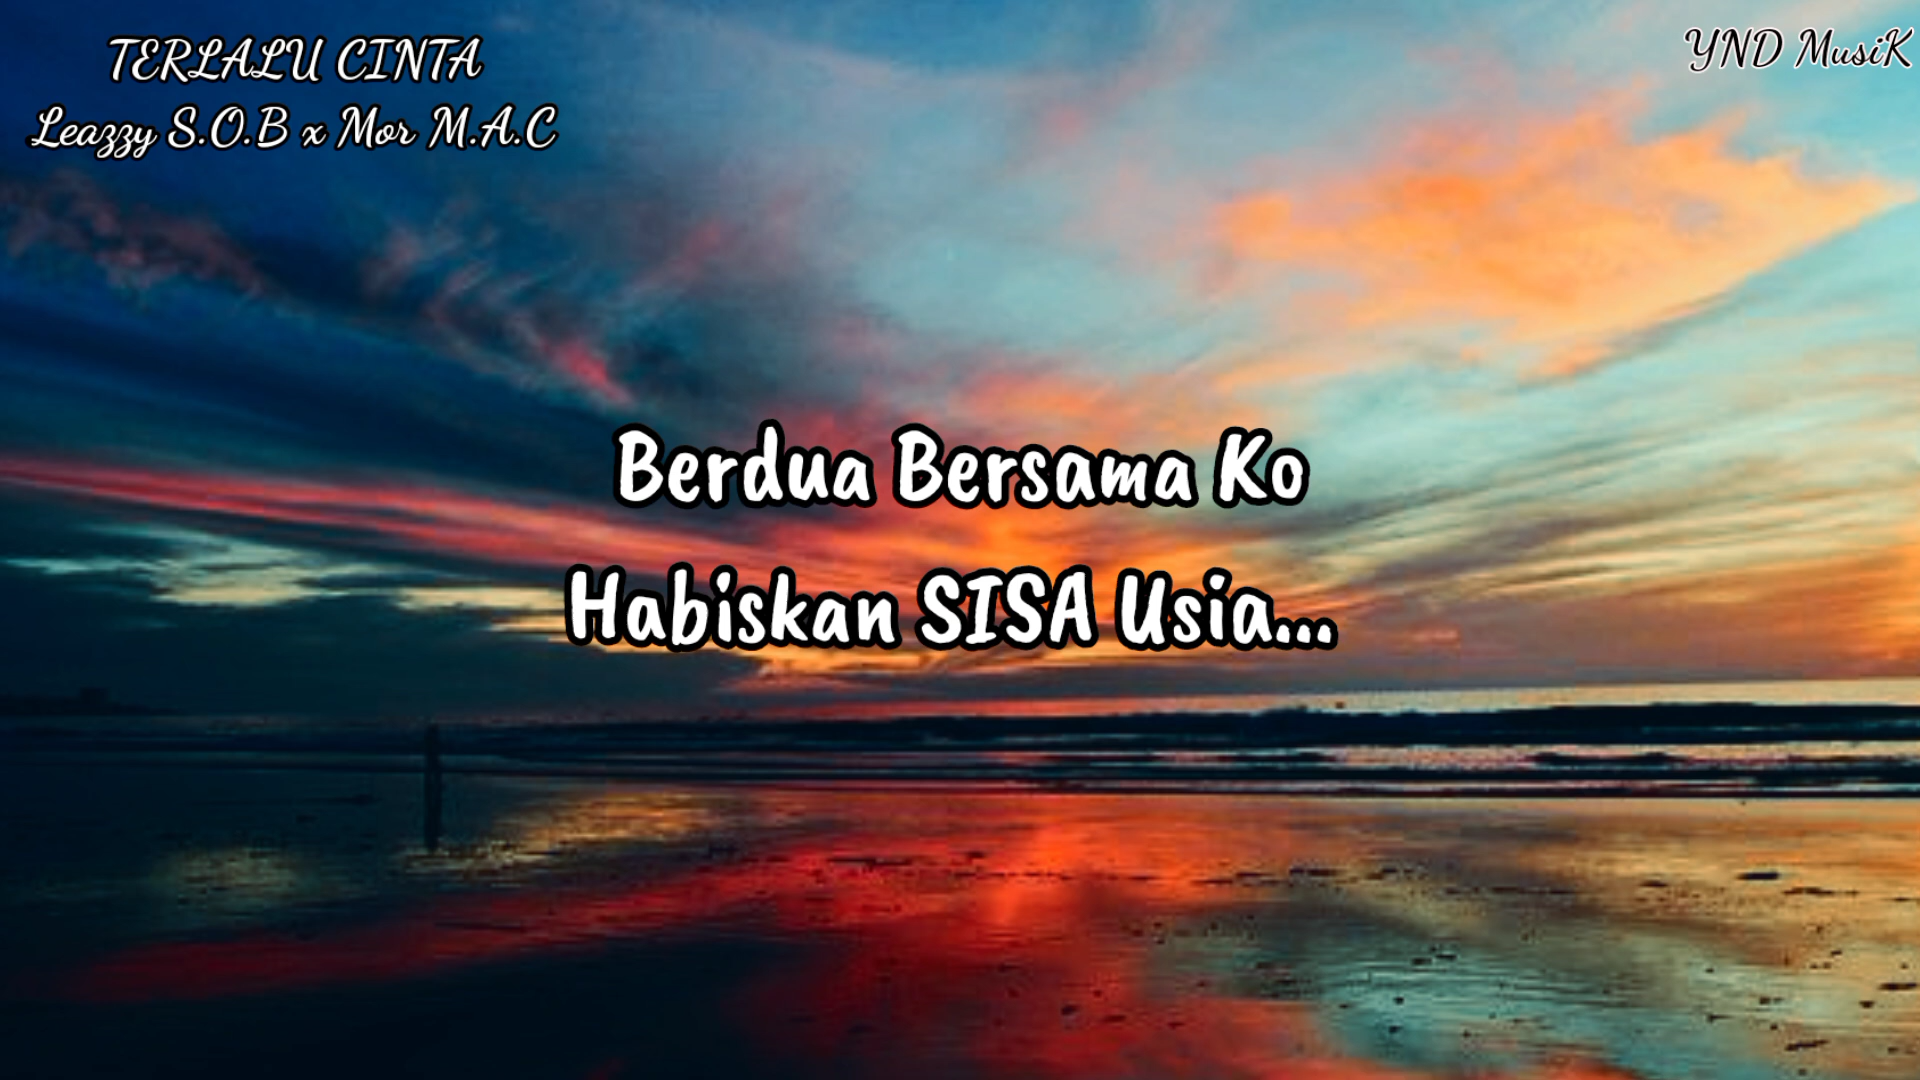 TERLALU CINTA
Leazzy S.O.B x Mor M.A.C
YND MusiK
Berdua Bersama Ko
Habiskan SISA Usia...